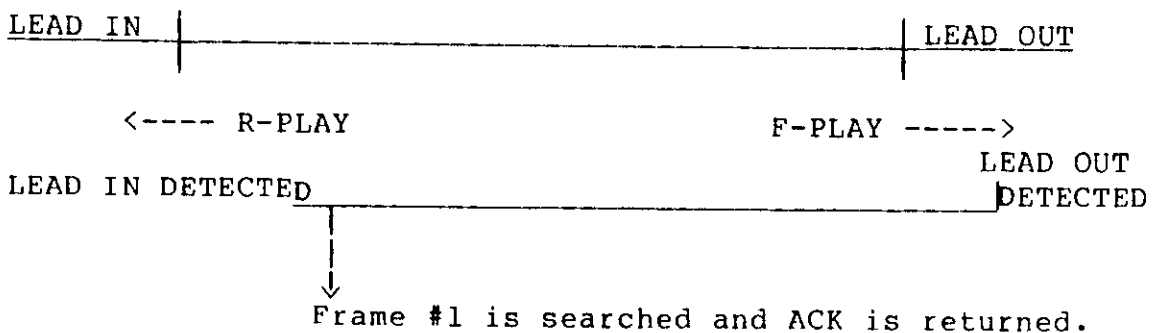 LEAD IN LEAD OUT
<---- R-PLAY F-PLAY ----->
LEAD OUT
LEAD IN DETECTED DETECTED
Frame #1 is searched and ACK is returned.